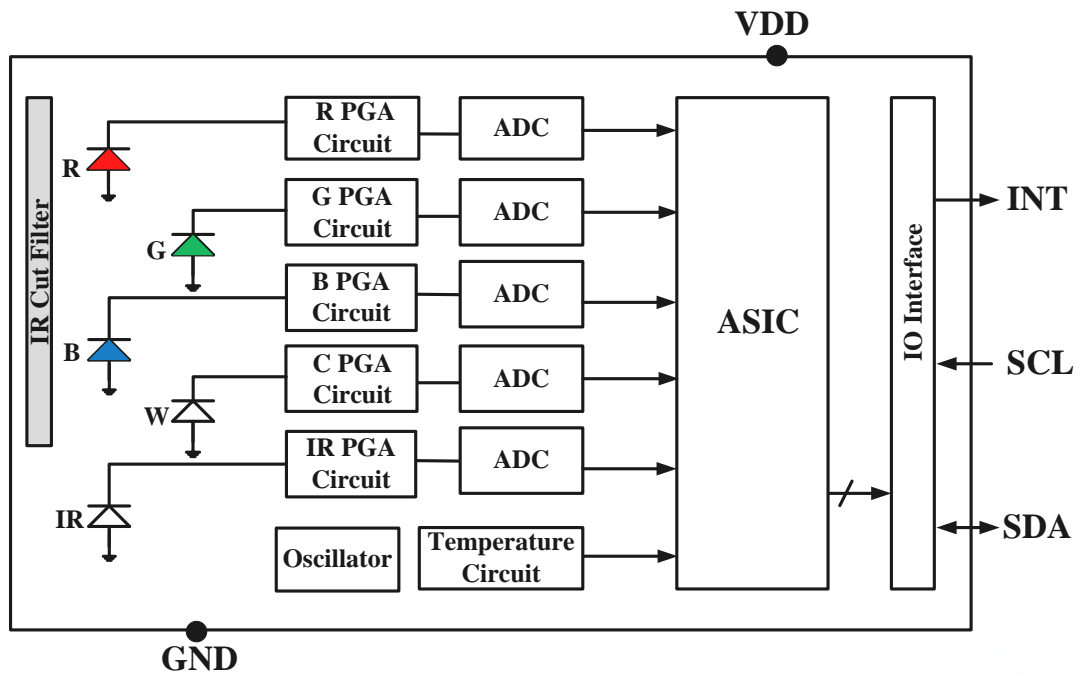 VDD
IR Cut Filter
R
R PGA
Circuit
ADC
G
G PGA
Circuit
ADC
B
B PGA
Circuit
ADC
W
C PGA
Circuit
ADC
IR
IR PGA
Circuit
ADC
Oscillator
Temperature
Circuit
ASIC
IO Interface
INT
SCL
SDA
GND